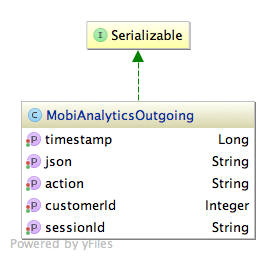 I Serializable
C MobiAnalyticsOutgoing
P timestamp Long
P json String
P action String
P customerId Integer
P sessionId String
Powered by yFiles